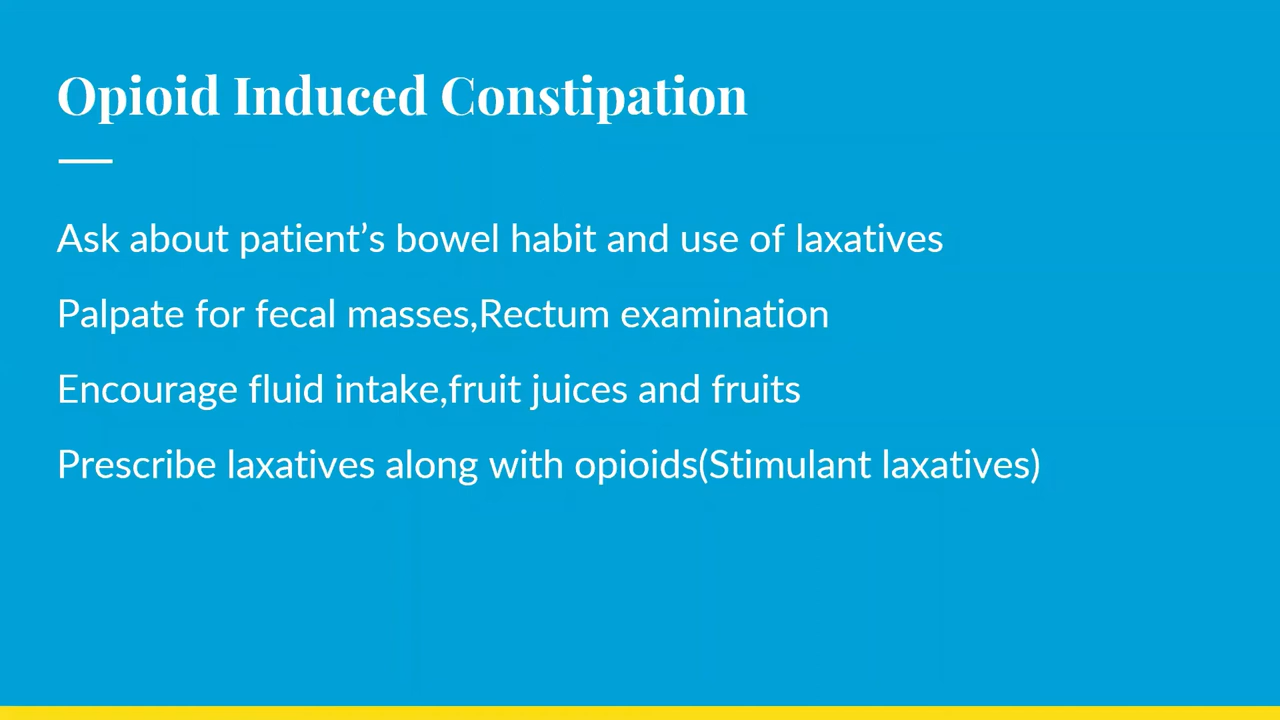 Opioid Induced Constipation
Ask about patient’s bowel habit and use of laxatives
Palpate for fecal masses,Rectum examination
Encourage fluid intake,fruit juices and fruits
Prescribe laxatives along with opioids(Stimulant laxatives)